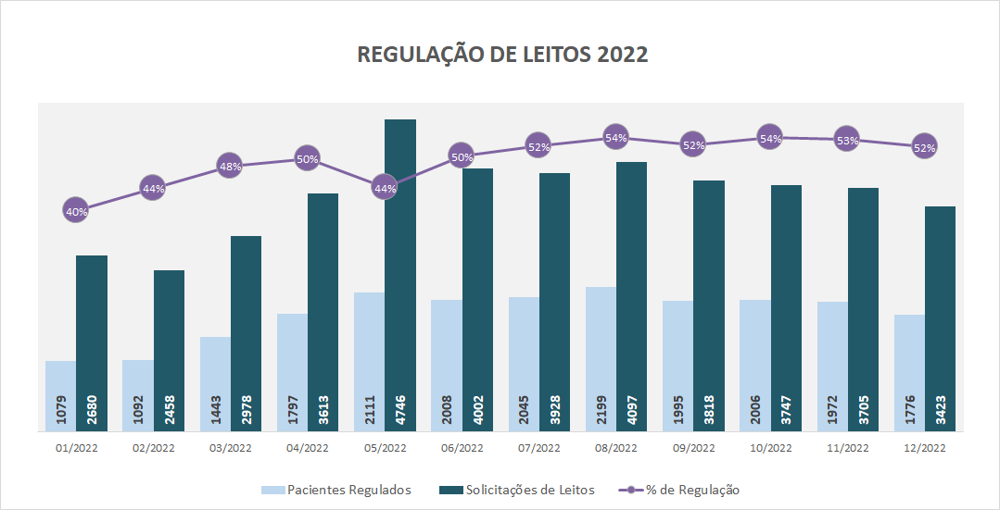 REGULAÇÃO DE LEITOS 2022
40% 44% 48% 50% 44% 50% 52% 54% 52% 54% 53% 52%
1079 2680 1092 2458 1443 2978 1797 3613 2111 4746 2008 4002 2045 3928 2199 4097 1995 3818 2006 3747 1972 3705 1776 3423
01/2022 02/2022 03/2022 04/2022 05/2022 06/2022 07/2022 08/2022 09/2022 10/2022 11/2022 12/2022
Pacientes Regulados Solicitações de Leitos % de Regulação